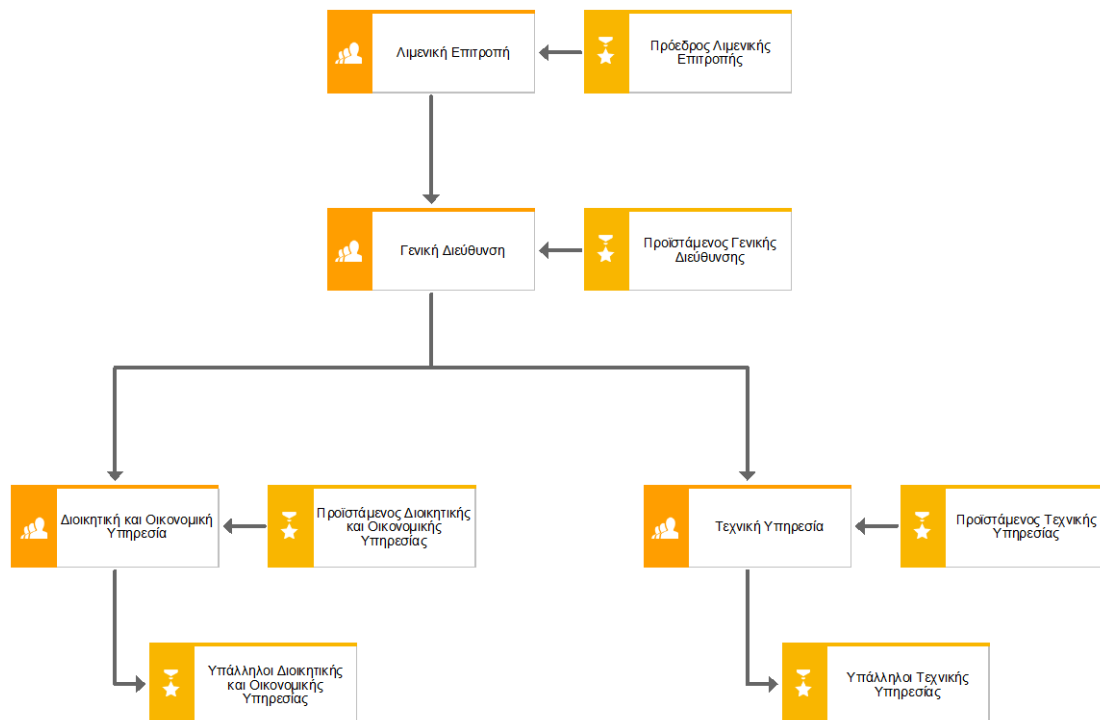 Λιμενική Επιτροπή
Πρόεδρος Λιμενικής
Επιτροπής
Γενική Διεύθυνση
Προϊστάμενος Γενικής
Διεύθυνσης
Διοικητική και Οικονομική
Υπηρεσία
Προϊστάμενος Διοικητικής
και Οικονομικής
Υπηρεσίας
Τεχνική Υπηρεσία
Προϊστάμενος Τεχνικής
Υπηρεσίας
Υπάλληλοι Διοικητικής
και Οικονομικής
Υπηρεσίας
Υπάλληλοι Τεχνικής
Υπηρεσίας